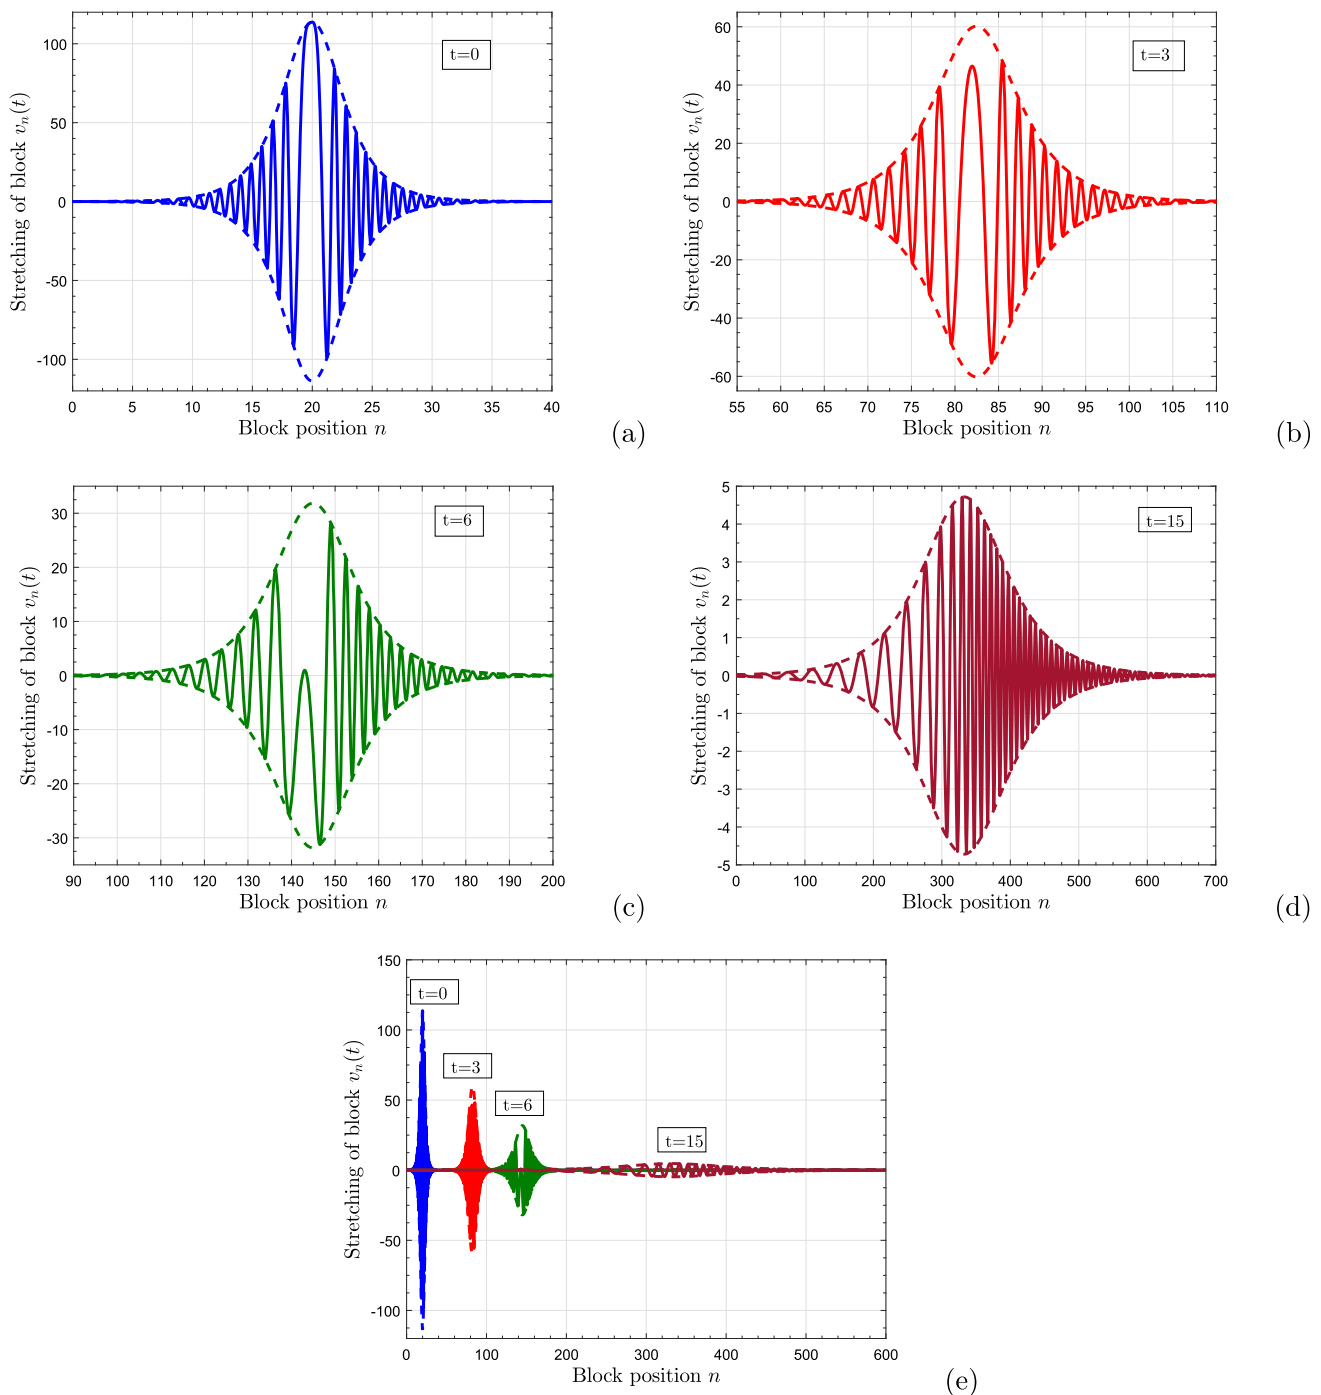 Stretching of block vₙ(t)
100
50
0
-50
-100
t=0
0 5 10 15 20 25 30 35 40
Block position n
(a)
Stretching of block vₙ(t)
60
40
20
0
-20
-40
-60
t=3
55 60 65 70 75 80 85 90 95 100 105 110
Block position n
(b)
Stretching of block vₙ(t)
30
20
10
0
-10
-20
-30
t=6
90 100 110 120 130 140 150 160 170 180 190 200
Block position n
(c)
Stretching of block vₙ(t)
5
4
3
2
1
0
-1
-2
-3
-4
-5
t=15
0 100 200 300 400 500 600 700
Block position n
(d)
Stretching of block vₙ(t)
150
100
50
0
-50
-100
t=0
t=3
t=6
t=15
0 100 200 300 400 500 600
Block position n
(e)